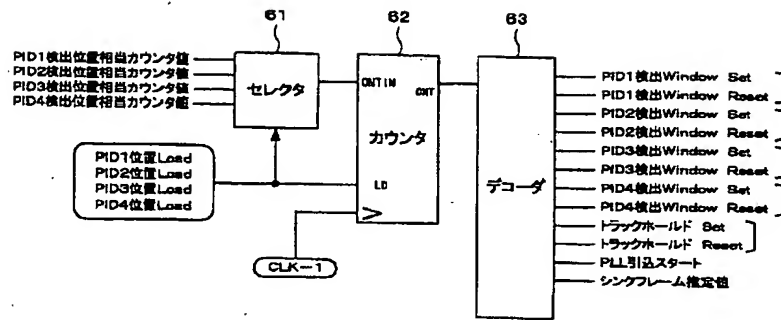 61
62
63
PID1検出位置相当カウンタ値
PID2検出位置相当カウンタ値
PID3検出位置相当カウンタ値
PID4検出位置相当カウンタ値
セレクタ
CNTIN
CNT
カウンタ
LD
PID1位置Load
PID2位置Load
PID3位置Load
PID4位置Load
CLK-1
デコーダ
PID1検出Window Set
PID1検出Window Reset
PID2検出Window Set
PID2検出Window Reset
PID3検出Window Set
PID3検出Window Reset
PID4検出Window Set
PID4検出Window Reset
トラックホールド Set
トラックホールド Reset
PLL引込スタート
シンクフレーム推定値